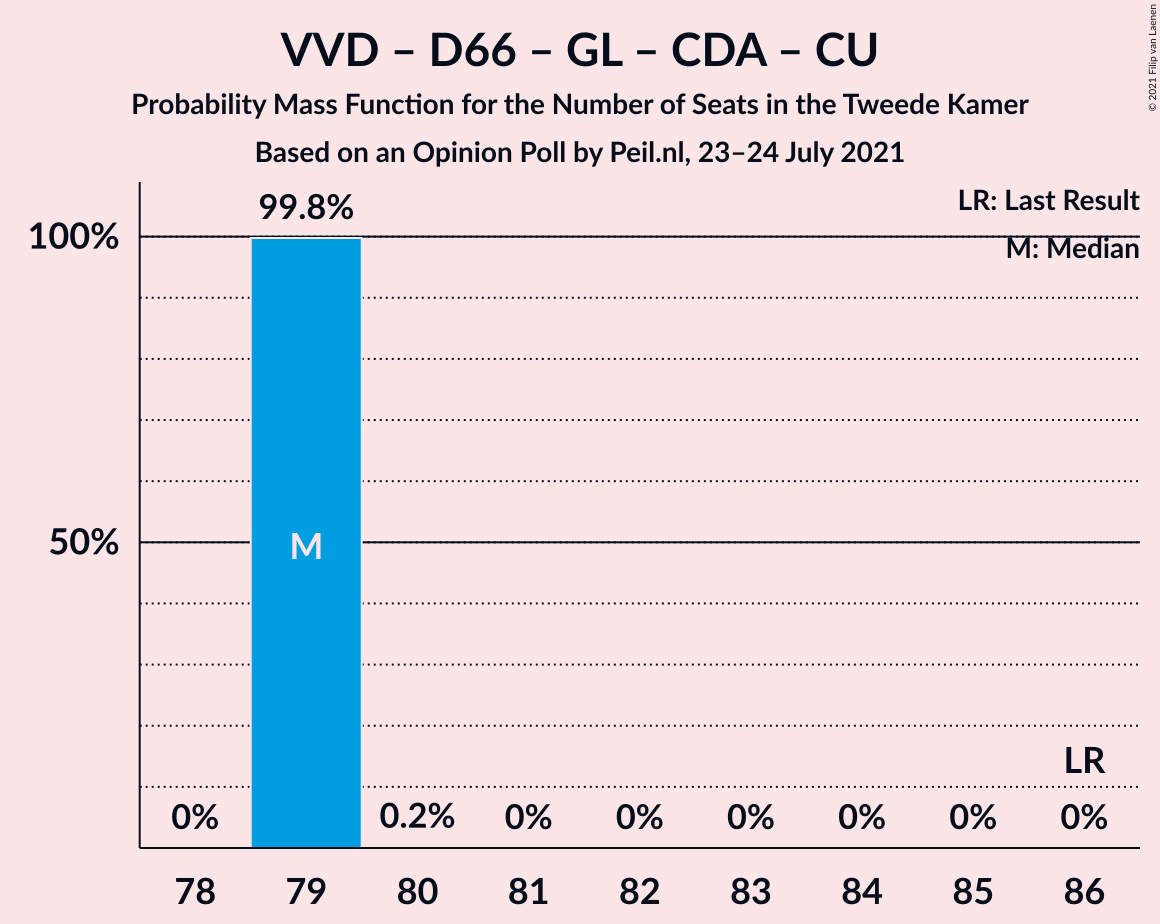 VVD – D66 – GL – CDA – CU
Probability Mass Function for the Number of Seats in the Tweede Kamer
Based on an Opinion Poll by Peil.nl, 23–24 July 2021
© 2021 Filip van Laenen
99.8%
LR: Last Result
100%
M: Median
50%
M
LR
0% 0.2% 0% 0% 0% 0% 0% 0%
78 79 80 81 82 83 84 85 86